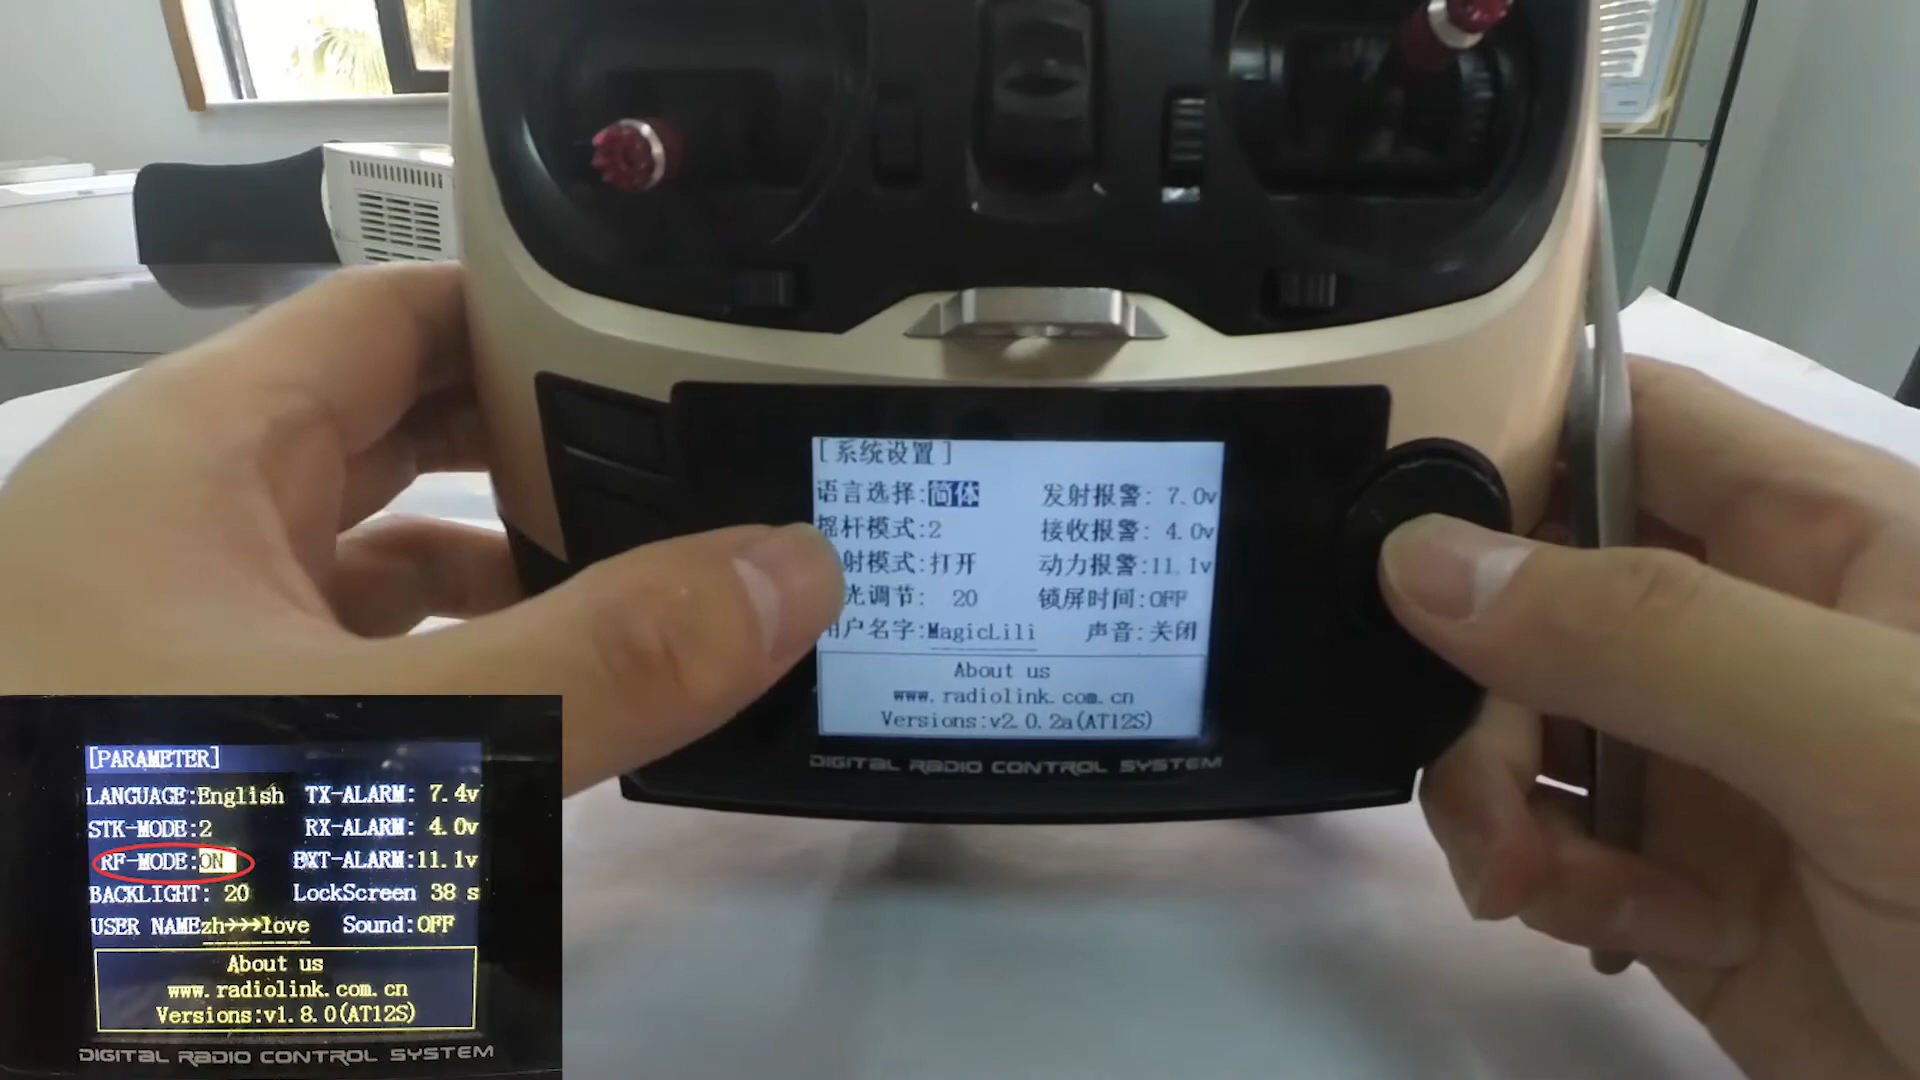 [系统设置]
语言选择:简体 发射报警: 7.0v
摇杆模式:2 接收报警: 4.0v
射模式:打开 动力报警:11.1v
光调节: 20 锁屏时间:OFF
用户名字:MagicLili 声音:关闭
About us
www.radiolink.com.cn
Versions:v2.0.2a(AT12S)
DIGITAL RADIO CONTROL SYSTEM
[PARAMETER]
LANGUAGE:English TX-ALARM: 7.4v
STK-MODE:2 RX-ALARM: 4.0v
RF-MODE:ON EXT-ALARM:11.1v
BACKLIGHT: 20 LockScreen 38 s
USER NAMEzh→→→love Sound:OFF
About us
www.radiolink.com.cn
Versions:v1.8.0(AT12S)
DIGITAL RADIO CONTROL SYSTEM